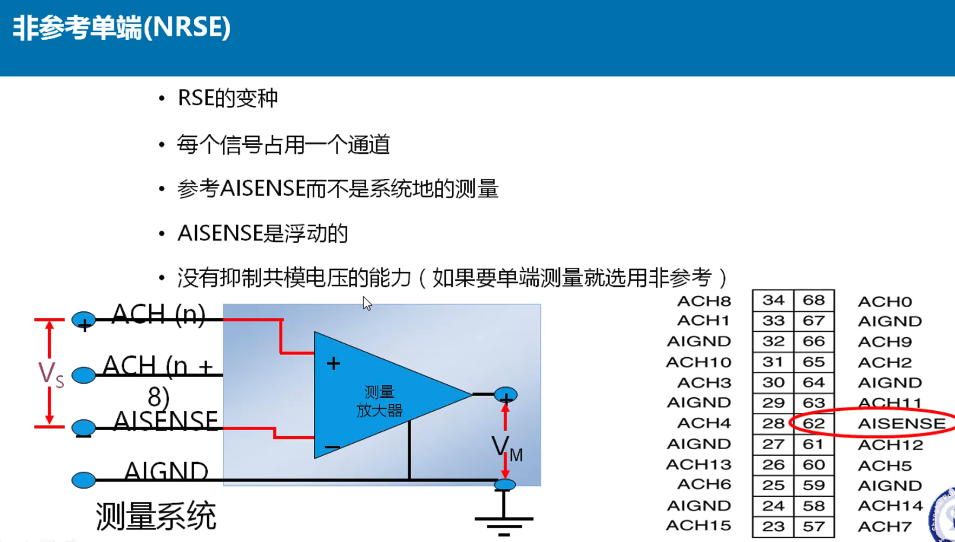 非参考单端(NRSE)
• RSE的变种
• 每个信号占用一个通道
• 参考AISENSE而不是系统地的测量
• AISENSE是浮动的
• 没有抑制共模电压的能力（如果要单端测量就选用非参考）
ACH (n)
+
ACH (n +
8)
VS
AISENSE
−
AIGND
测量系统
+
测量
放大器
−
+
VM
−
ACH8 34 68 ACH0
ACH1 33 67 AIGND
AIGND 32 66 ACH9
ACH10 31 65 ACH2
ACH3 30 64 AIGND
AIGND 29 63 ACH11
ACH4 28 62 AISENSE
AIGND 27 61 ACH12
ACH13 26 60 ACH5
ACH6 25 59 AIGND
AIGND 24 58 ACH14
ACH15 23 57 ACH7